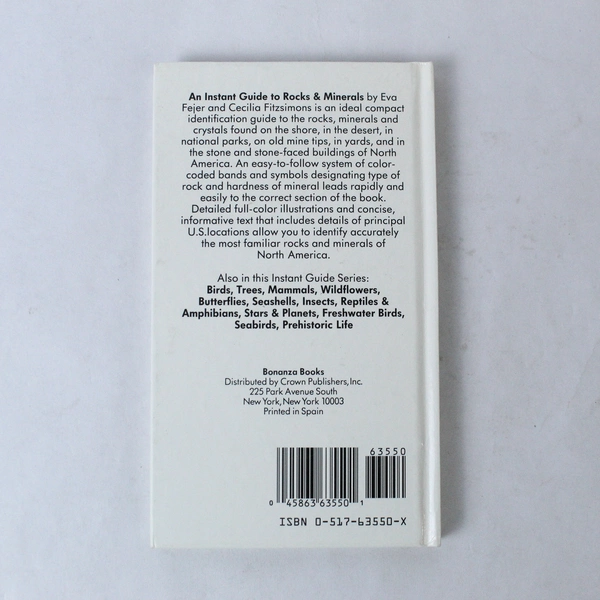 An Instant Guide to Rocks & Minerals by Eva
Fejer and Cecilia Fitzsimons is an ideal compact
identification guide to the rocks, minerals and
crystals found on the shore, in the desert, in
national parks, on old mine tips, in yards, and in
the stone and stone-faced buildings of North
America. An easy-to-follow system of color-
coded bands and symbols designating type of
rock and hardness of mineral leads rapidly and
easily to the correct section of the book.
Detailed full-color illustrations and concise,
informative text that includes details of principal
U.S.locations allow you to identify accurately
the most familiar rocks and minerals of
North America.
Also in this Instant Guide Series:
Birds, Trees, Mammals, Wildflowers,
Butterflies, Seashells, Insects, Reptiles &
Amphibians, Stars & Planets, Freshwater Birds,
Seabirds, Prehistoric Life
Bonanza Books
Distributed by Crown Publishers, Inc.
225 Park Avenue South
New York, New York 10003
Printed in Spain
63550
0 45863 63550 1
ISBN 0-517-63550-X